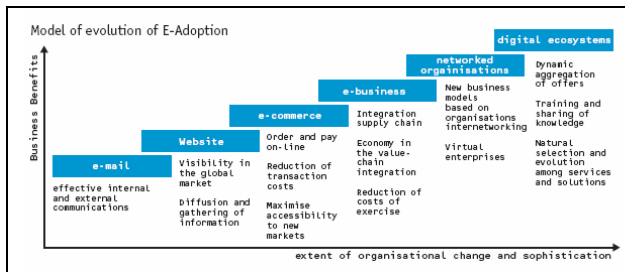 Model of evolution of E-Adoption
Business Benefits
e-mail
effective internal
and external
communications
Website
Visibility in
the global
market
Diffusion and
gathering of
information
e-commerce
Order and pay
on-line
Reduction of
transaction
costs
Maximise
accessibility
to new
markets
e-business
Integration
supply chain
Economy in
the value-
chain
integration
Reduction of
costs of
exercise
networked
orgainisations
New business
models
based on
organisations
internetworking
Virtual
enterprises
digital ecosystems
Dynamic
aggregation
of offers
Training and
sharing of
knowledge
Natural
selection and
evolution
among services
and solutions
extent of organisational change and sophistication